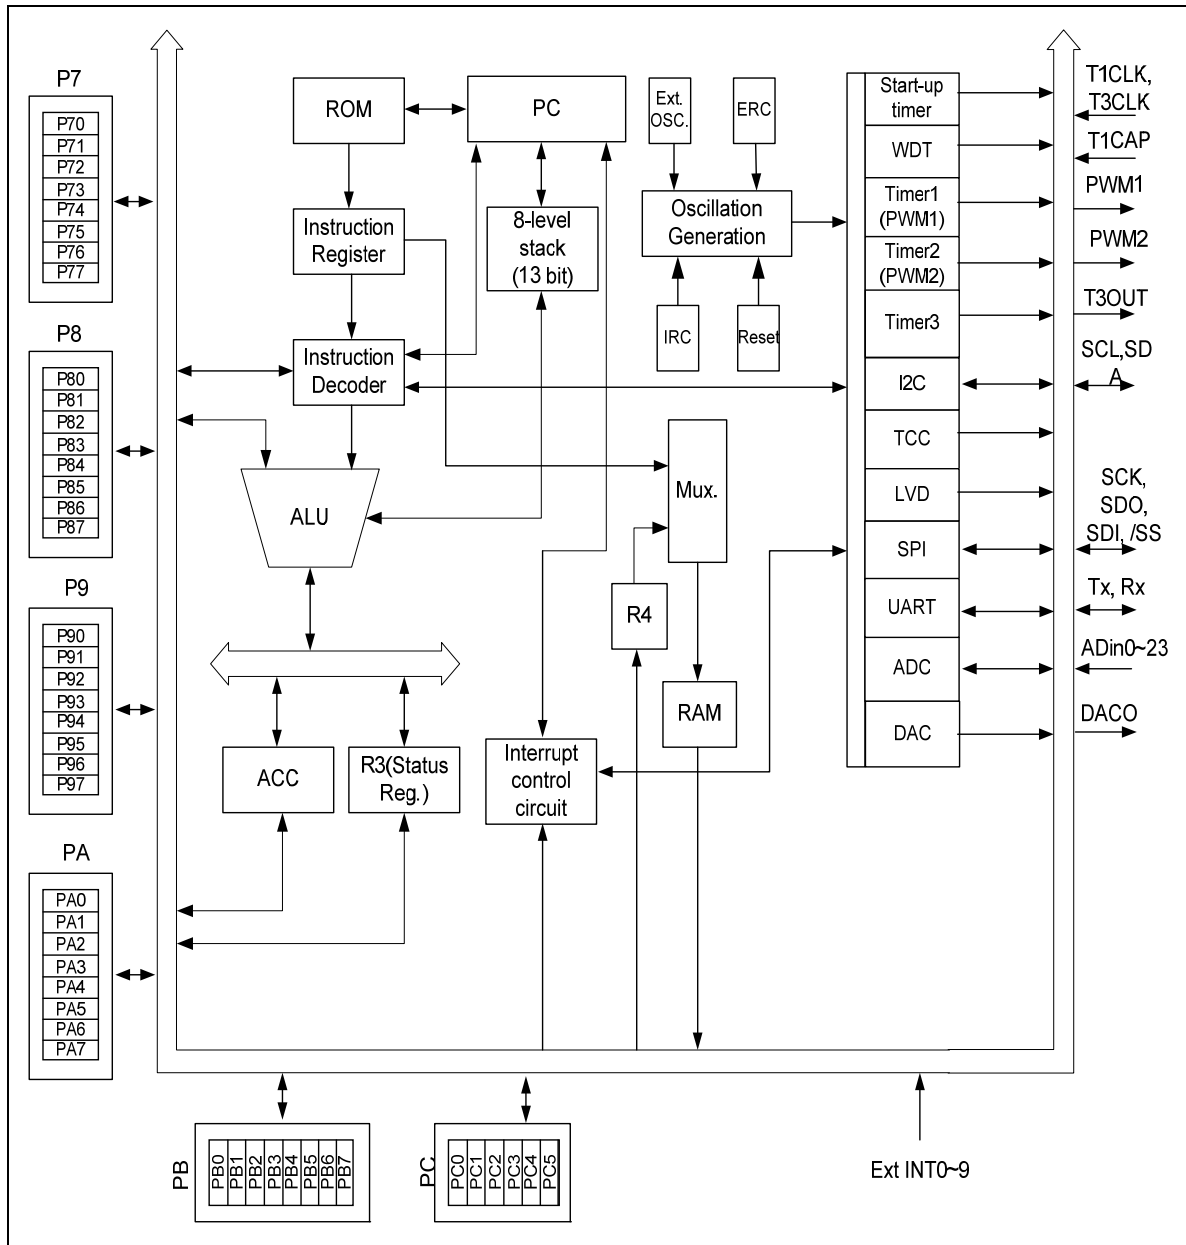 P7
P70
P71
P72
P73
P74
P75
P76
P77
P8
P80
P81
P82
P83
P84
P85
P86
P87
P9
P90
P91
P92
P93
P94
P95
P96
P97
PA
PA0
PA1
PA2
PA3
PA4
PA5
PA6
PA7
PB
PB0
PB1
PB2
PB3
PB4
PB5
PB6
PB7
PC
PC0
PC1
PC2
PC3
PC4
PC5
ROM
PC
Instruction
Register
8-level
stack
(13 bit)
Instruction
Decoder
ALU
ACC
R3(Status
Reg.)
Interrupt
control
circuit
Ext.
OSC.
ERC
Oscillation
Generation
IRC
Reset
Mux.
R4
RAM
Start-up
timer
WDT
Timer1
(PWM1)
Timer2
(PWM2)
Timer3
I2C
TCC
LVD
SPI
UART
ADC
DAC
T1CLK,
T3CLK
T1CAP
PWM1
PWM2
T3OUT
SCL,SD
A
SCK,
SDO,
SDI, /SS
Tx, Rx
ADin0~23
DACO
Ext INT0~9